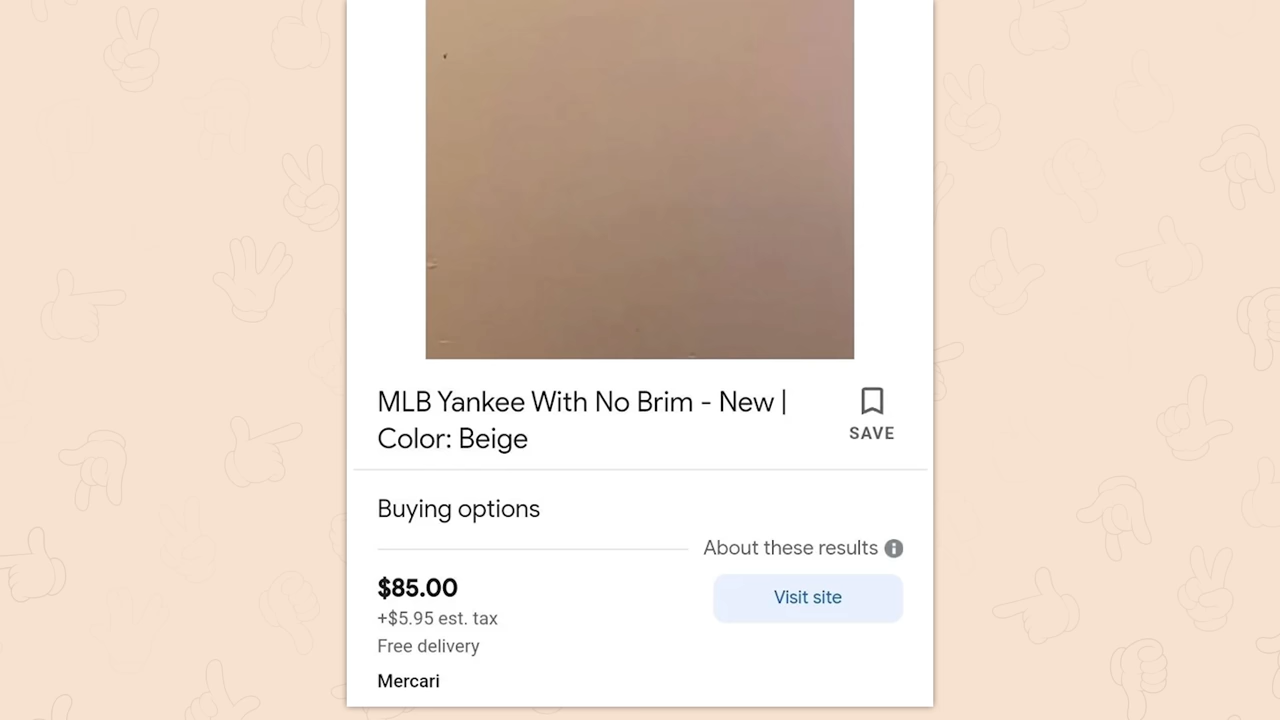 MLB Yankee With No Brim - New |
Color: Beige
SAVE
Buying options
About these results
$85.00
+$5.95 est. tax
Visit site
Free delivery
Mercari